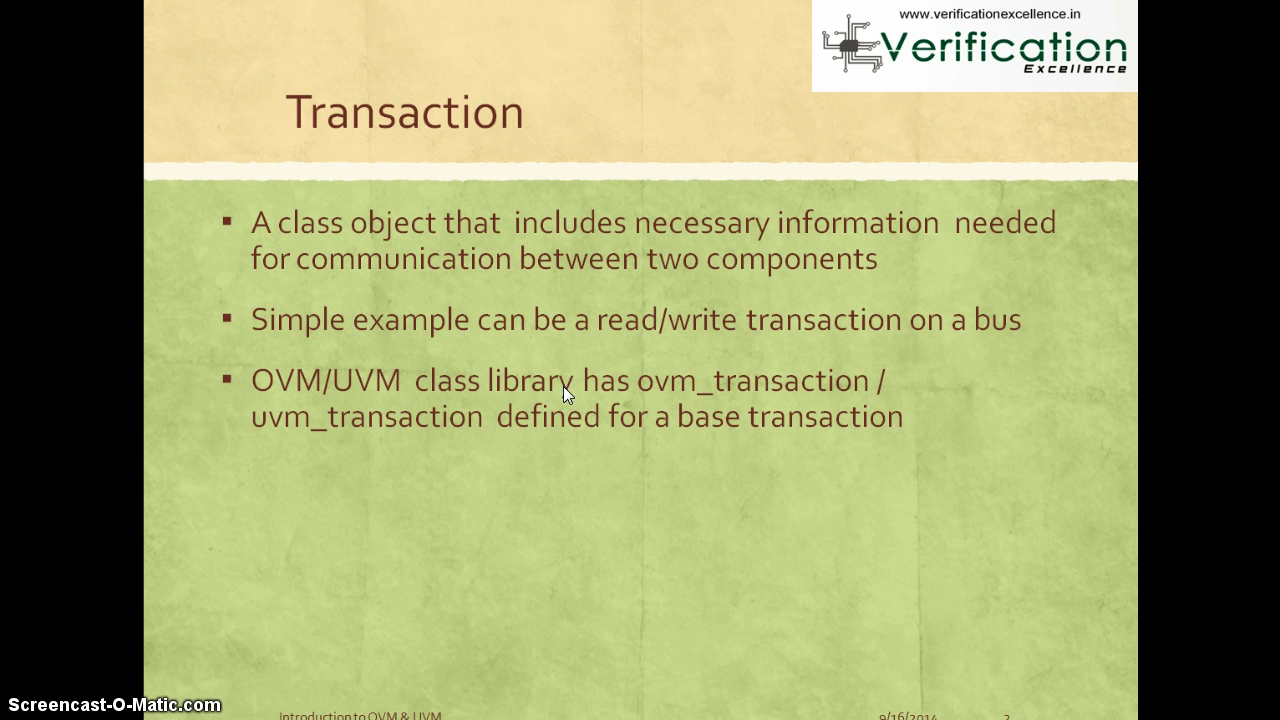 www.verificationexcellence.in
Verification
Excellence
Transaction
▪ A class object that includes necessary information needed
for communication between two components
▪ Simple example can be a read/write transaction on a bus
▪ OVM/UVM class library has ovm_transaction /
uvm_transaction defined for a base transaction
Introduction to OVM & UVM 9/16/2014 2
Screencast-O-Matic.com